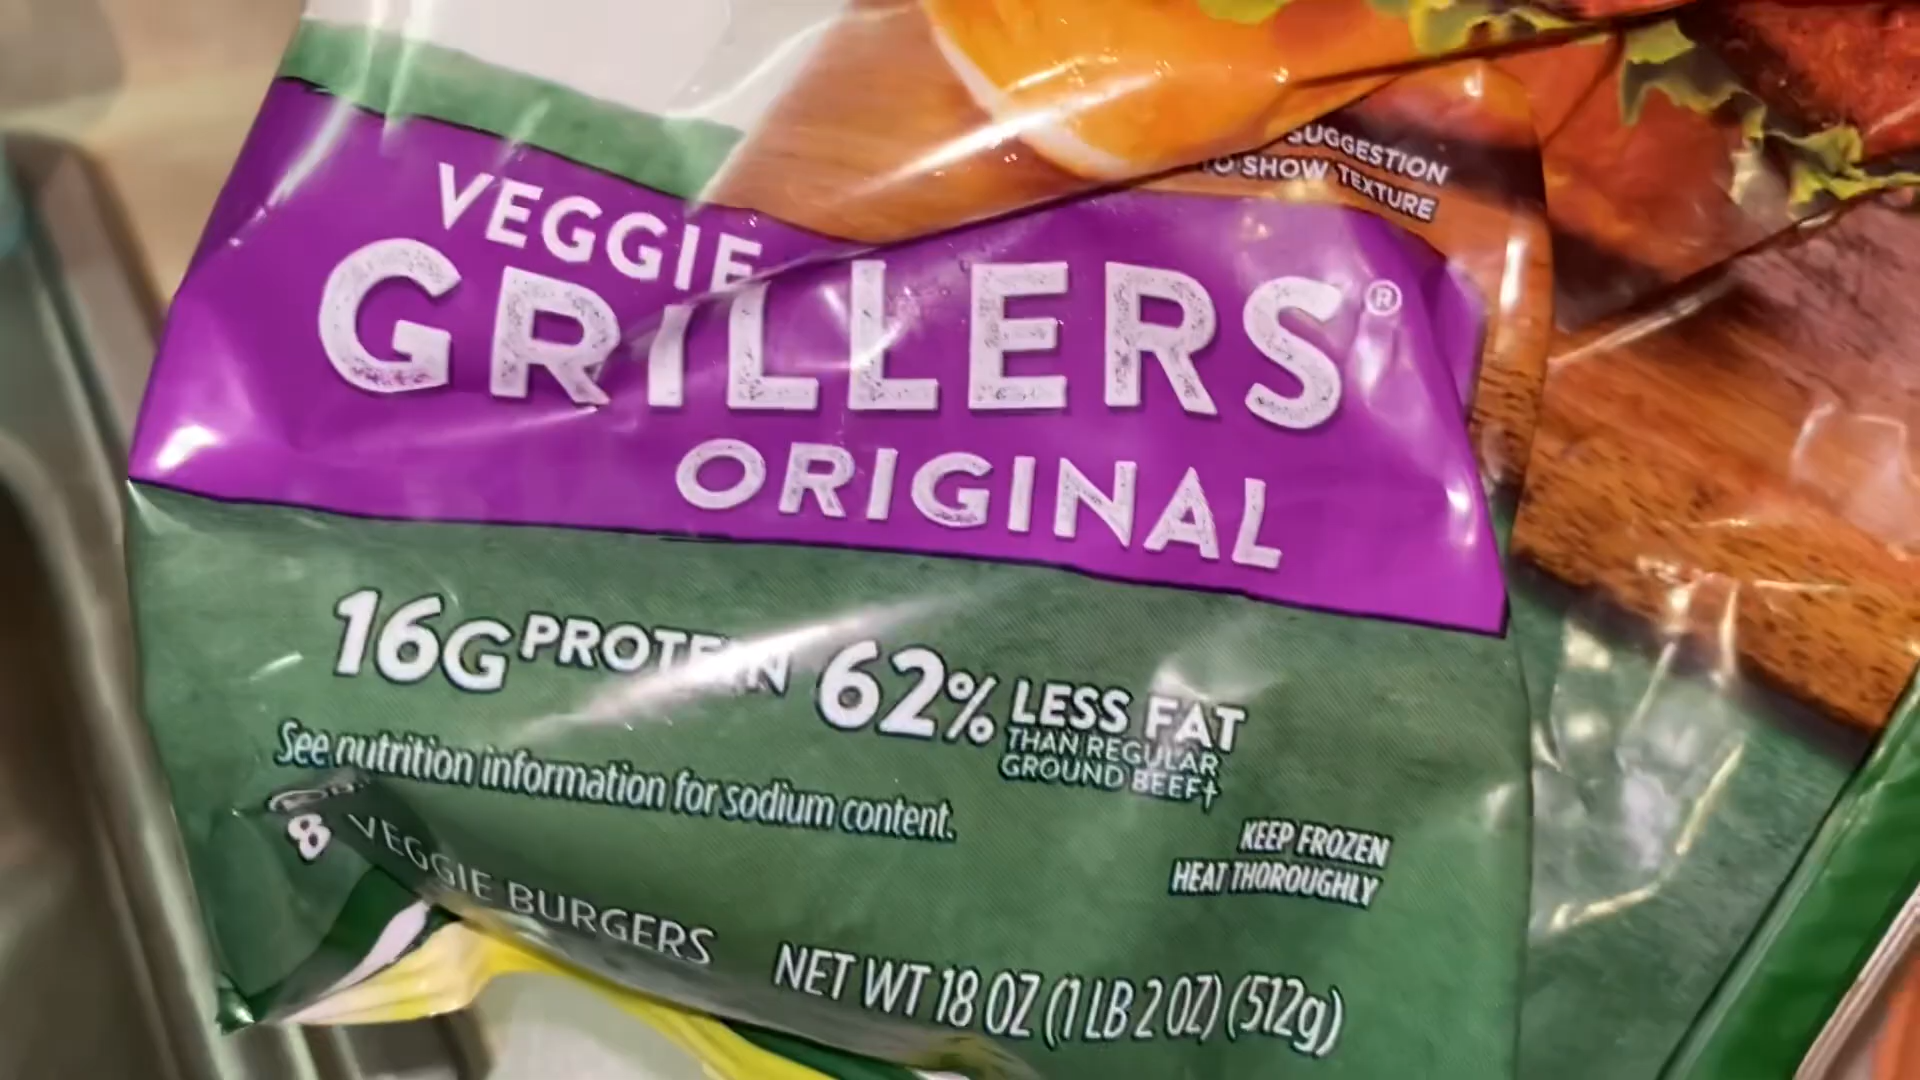 SUGGESTION
TO SHOW TEXTURE
VEGGIE
GRILLERS®
ORIGINAL
16G PROTEIN 62% LESS FAT
THAN REGULAR
GROUND BEEF†
See nutrition information for sodium content.
KEEP FROZEN
HEAT THOROUGHLY
8 VEGGIE BURGERS
NET WT 18 OZ (1 LB 2 OZ) (512g)